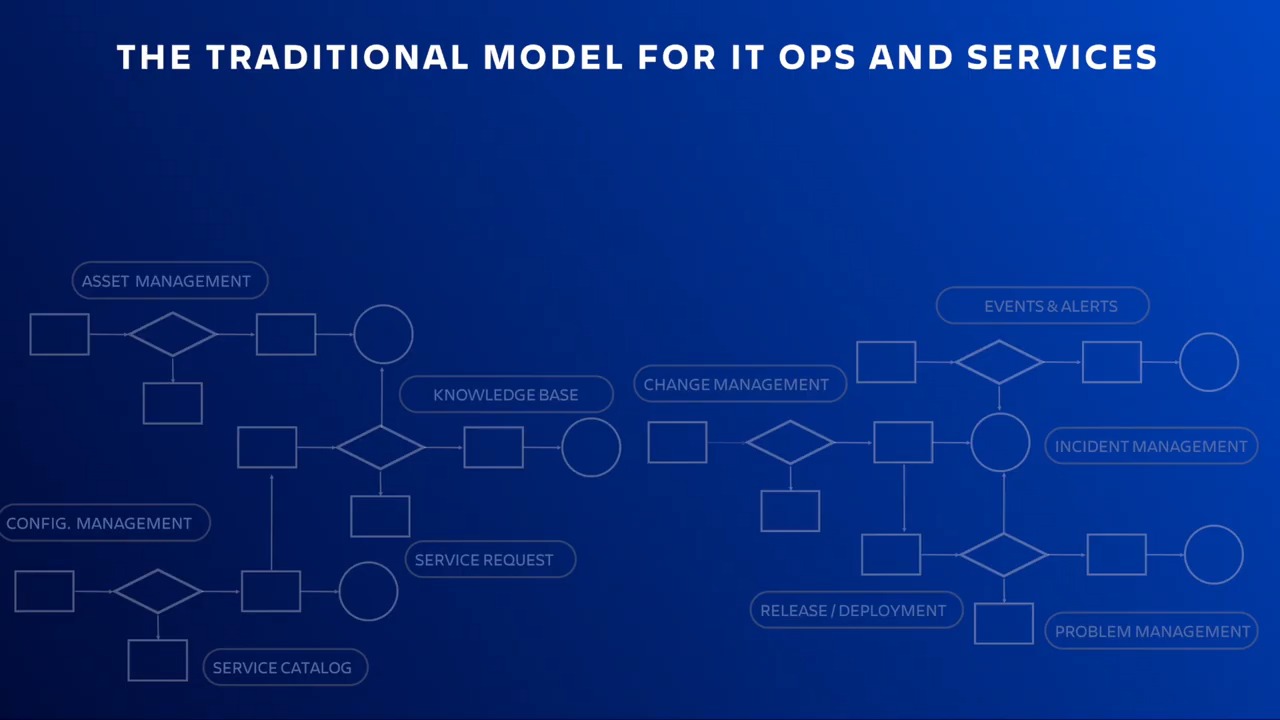 THE TRADITIONAL MODEL FOR IT OPS AND SERVICES
ASSET MANAGEMENT
KNOWLEDGE BASE
CONFIG. MANAGEMENT
SERVICE REQUEST
SERVICE CATALOG
EVENTS & ALERTS
CHANGE MANAGEMENT
INCIDENT MANAGEMENT
RELEASE / DEPLOYMENT
PROBLEM MANAGEMENT